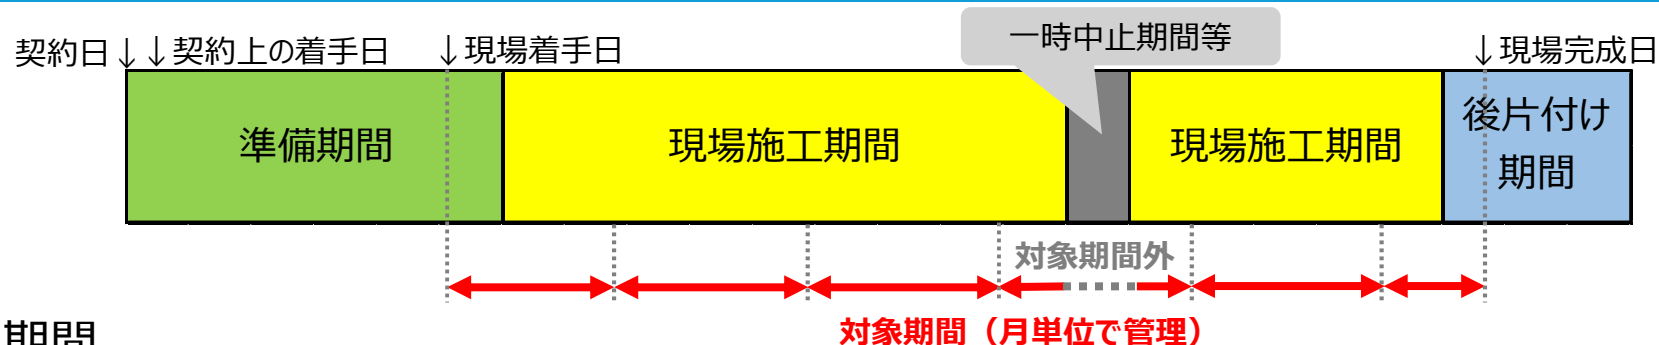 一時中止期間等
契約日↓↓契約上の着手日
↓現場着手日
↓現場完成日
準備期間
現場施工期間
現場施工期間
後片付け
期間
対象期間外
対象期間（月単位で管理）
期間